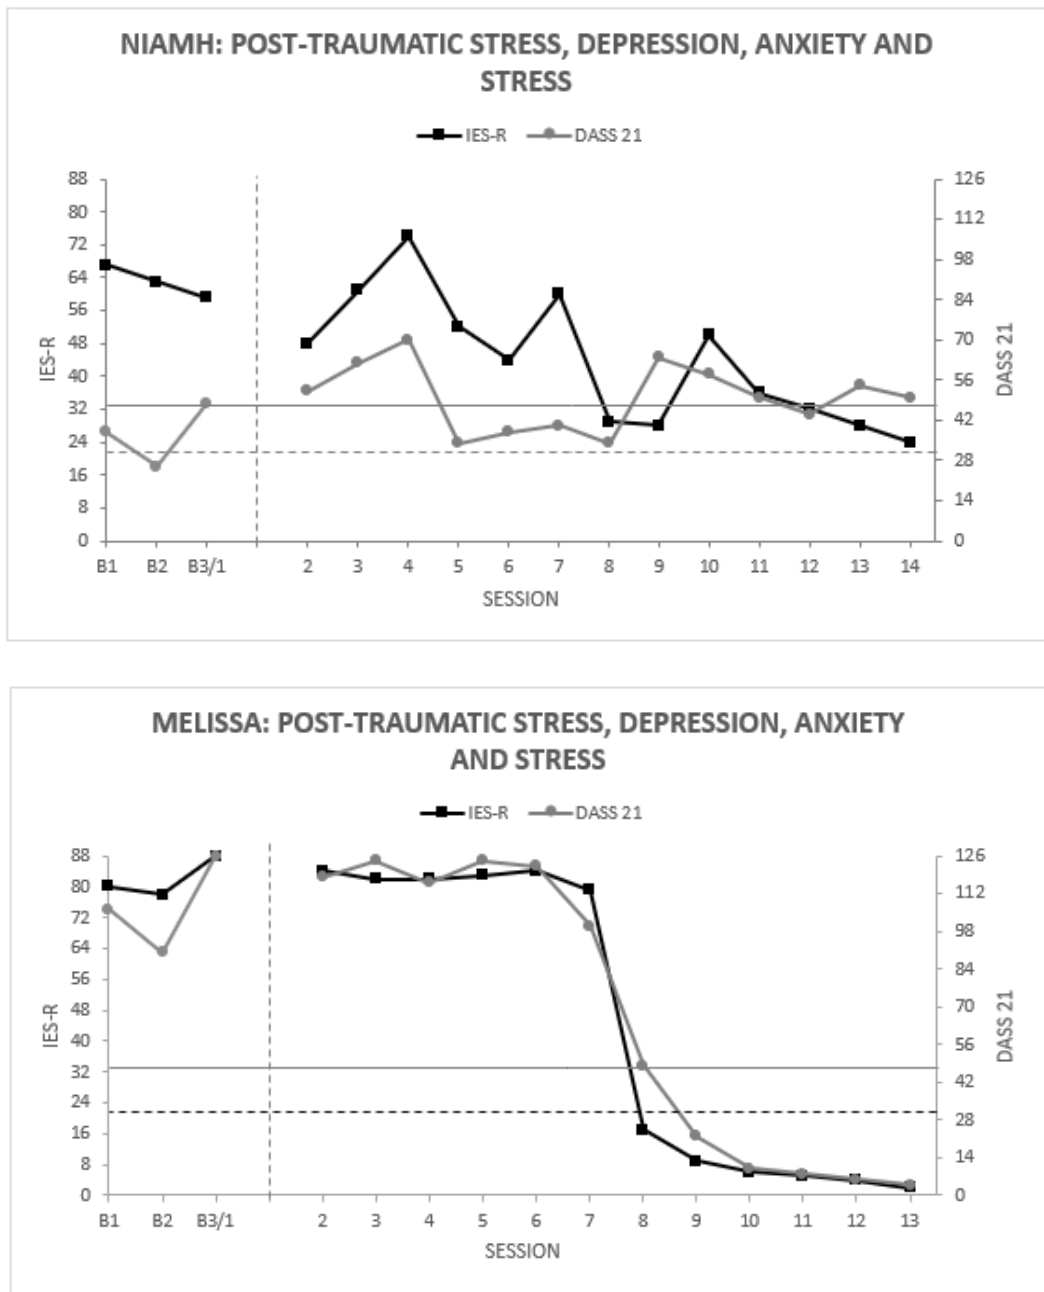 NIAMH: POST-TRAUMATIC STRESS, DEPRESSION, ANXIETY AND
STRESS
IES-R DASS 21
88 126
80 112
72 98
64 84
56 70
48 56
40 42
32 28
24 14
16 0
8
0
IES-R
DASS 21
B1 B2 B3/1 2 3 4 5 6 7 8 9 10 11 12 13 14
SESSION
MELISSA: POST-TRAUMATIC STRESS, DEPRESSION, ANXIETY
AND STRESS
IES-R DASS 21
88 126
80 112
72 98
64 84
56 70
48 56
40 42
32 28
24 14
16 0
8
0
IES-R
DASS 21
B1 B2 B3/1 2 3 4 5 6 7 8 9 10 11 12 13
SESSION